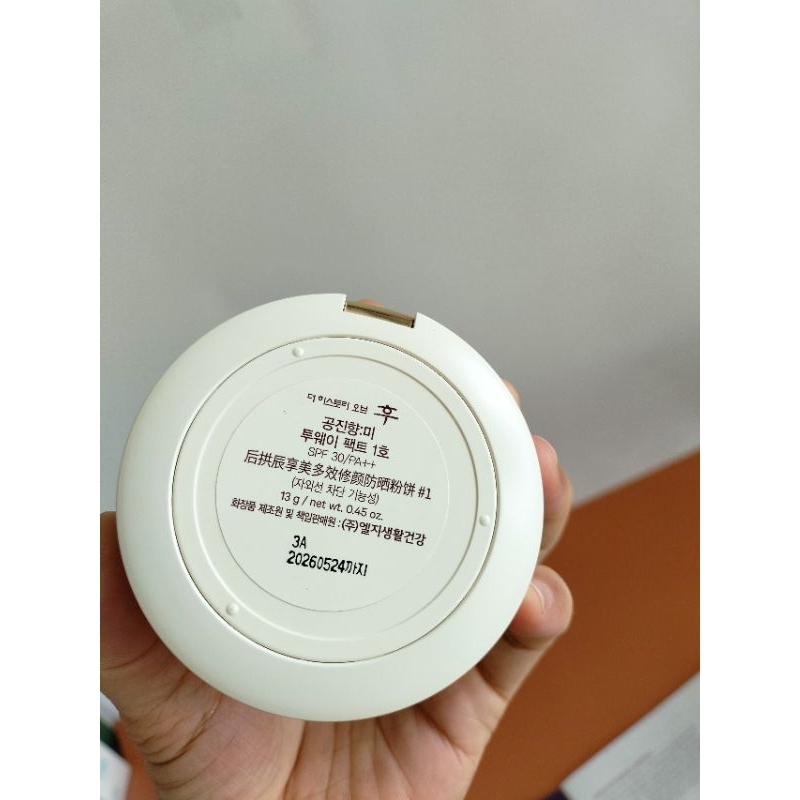 더 히스토리 오브 후
공진향:미
투웨이 팩트 1호
SPF 30/PA++
后拱辰享美多效修颜防晒粉饼 #1
(자외선 차단 기능성)
13 g / net wt. 0.45 oz.
화장품 제조원 및 책임판매원 : (주)엘지생활건강
3A
20260524까지